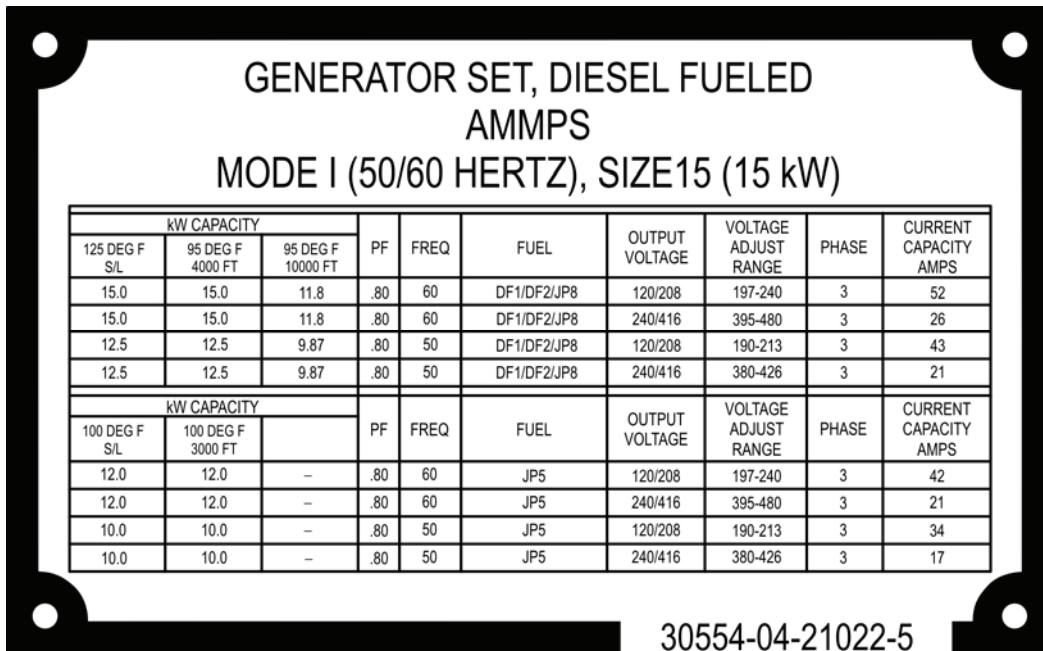 GENERATOR SET, DIESEL FUELED
AMMPS
MODE I (50/60 HERTZ), SIZE15 (15 kW)
kW CAPACITY PF FREQ FUEL OUTPUT VOLTAGE VOLTAGE ADJUST RANGE PHASE CURRENT CAPACITY AMPS
125 DEG F S/L 95 DEG F 4000 FT 95 DEG F 10000 FT
15.0 15.0 11.8 .80 60 DF1/DF2/JP8 120/208 197-240 3 52
15.0 15.0 11.8 .80 60 DF1/DF2/JP8 240/416 395-480 3 26
12.5 12.5 9.87 .80 50 DF1/DF2/JP8 120/208 190-213 3 43
12.5 12.5 9.87 .80 50 DF1/DF2/JP8 240/416 380-426 3 21
kW CAPACITY PF FREQ FUEL OUTPUT VOLTAGE VOLTAGE ADJUST RANGE PHASE CURRENT CAPACITY AMPS
100 DEG F S/L 100 DEG F 3000 FT
12.0 12.0 – .80 60 JP5 120/208 197-240 3 42
12.0 12.0 – .80 60 JP5 240/416 395-480 3 21
10.0 10.0 – .80 50 JP5 120/208 190-213 3 34
10.0 10.0 – .80 50 JP5 240/416 380-426 3 17
30554-04-21022-5